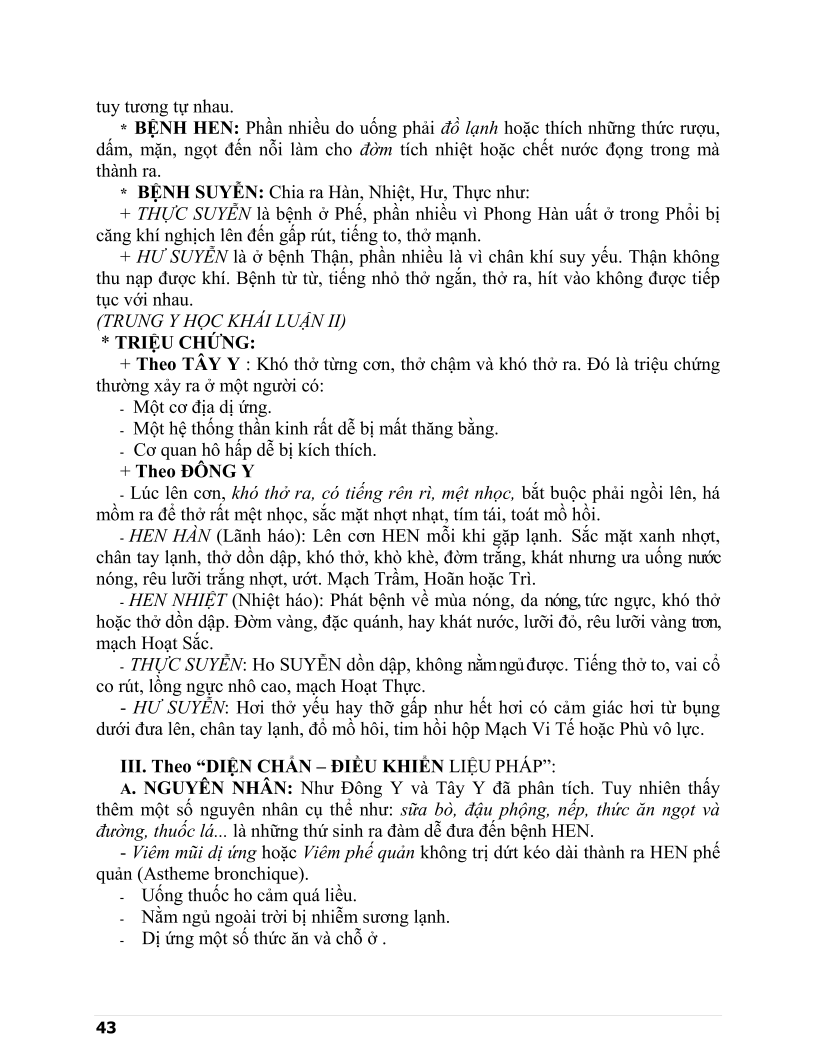 tuy tương tự nhau.
* BỆNH HEN: Phần nhiều do uống phải đồ lạnh hoặc thích những thức rượu,
dấm, mặn, ngọt đến nỗi làm cho đờm tích nhiệt hoặc chết nước đọng trong mà
thành ra.
* BỆNH SUYỄN: Chia ra Hàn, Nhiệt, Hư, Thực như:
+ THỰC SUYỄN là bệnh ở Phế, phần nhiều vì Phong Hàn uất ở trong Phổi bị
căng khí nghịch lên đến gấp rút, tiếng to, thở mạnh.
+ HƯ SUYỄN là ở bệnh Thận, phần nhiều là vì chân khí suy yếu. Thận không
thu nạp được khí. Bệnh từ từ, tiếng nhỏ thở ngắn, thở ra, hít vào không được tiếp
tục với nhau.
(TRUNG Y HỌC KHÁI LUẬN II)
* TRIỆU CHỨNG:
+ Theo TÂY Y : Khó thở từng cơn, thở chậm và khó thở ra. Đó là triệu chứng
thường xảy ra ở một người có:
- Một cơ địa dị ứng.
- Một hệ thống thần kinh rất dễ bị mất thăng bằng.
- Cơ quan hô hấp dễ bị kích thích.
+ Theo ĐÔNG Y
- Lúc lên cơn, khó thở ra, có tiếng rên rì, mệt nhọc, bắt buộc phải ngồi lên, há
mồm ra để thở rất mệt nhọc, sắc mặt nhợt nhạt, tím tái, toát mồ hồi.
- HEN HÀN (Lãnh háo): Lên cơn HEN mỗi khi gặp lạnh. Sắc mặt xanh nhợt,
chân tay lạnh, thở dồn dập, khó thở, khò khè, đờm trắng, khát nhưng ưa uống nước
nóng, rêu lưỡi trắng nhợt, ướt. Mạch Trầm, Hoãn hoặc Trì.
- HEN NHIỆT (Nhiệt háo): Phát bệnh về mùa nóng, da nóng, tức ngực, khó thở
hoặc thở dồn dập. Đờm vàng, đặc quánh, hay khát nước, lưỡi đỏ, rêu lưỡi vàng trơn,
mạch Hoạt Sắc.
- THỰC SUYỄN: Ho SUYỄN dồn dập, không nằm ngủ được. Tiếng thở to, vai cổ
co rút, lồng ngực nhô cao, mạch Hoạt Thực.
- HƯ SUYỄN: Hơi thở yếu hay thỡ gấp như hết hơi có cảm giác hơi từ bụng
dưới đưa lên, chân tay lạnh, đổ mồ hôi, tim hồi hộp Mạch Vi Tế hoặc Phù vô lực.
III. Theo “DIỆN CHẨN – ĐIỀU KHIỂN LIỆU PHÁP”:
A. NGUYÊN NHÂN: Như Đông Y và Tây Y đã phân tích. Tuy nhiên thấy
thêm một số nguyên nhân cụ thể như: sữa bò, đậu phộng, nếp, thức ăn ngọt và
đường, thuốc lá... là những thứ sinh ra đàm dễ đưa đến bệnh HEN.
- Viêm mũi dị ứng hoặc Viêm phế quản không trị dứt kéo dài thành ra HEN phế
quản (Astheme bronchique).
- Uống thuốc ho cảm quá liều.
- Nằm ngủ ngoài trời bị nhiễm sương lạnh.
- Dị ứng một số thức ăn và chỗ ở .
43